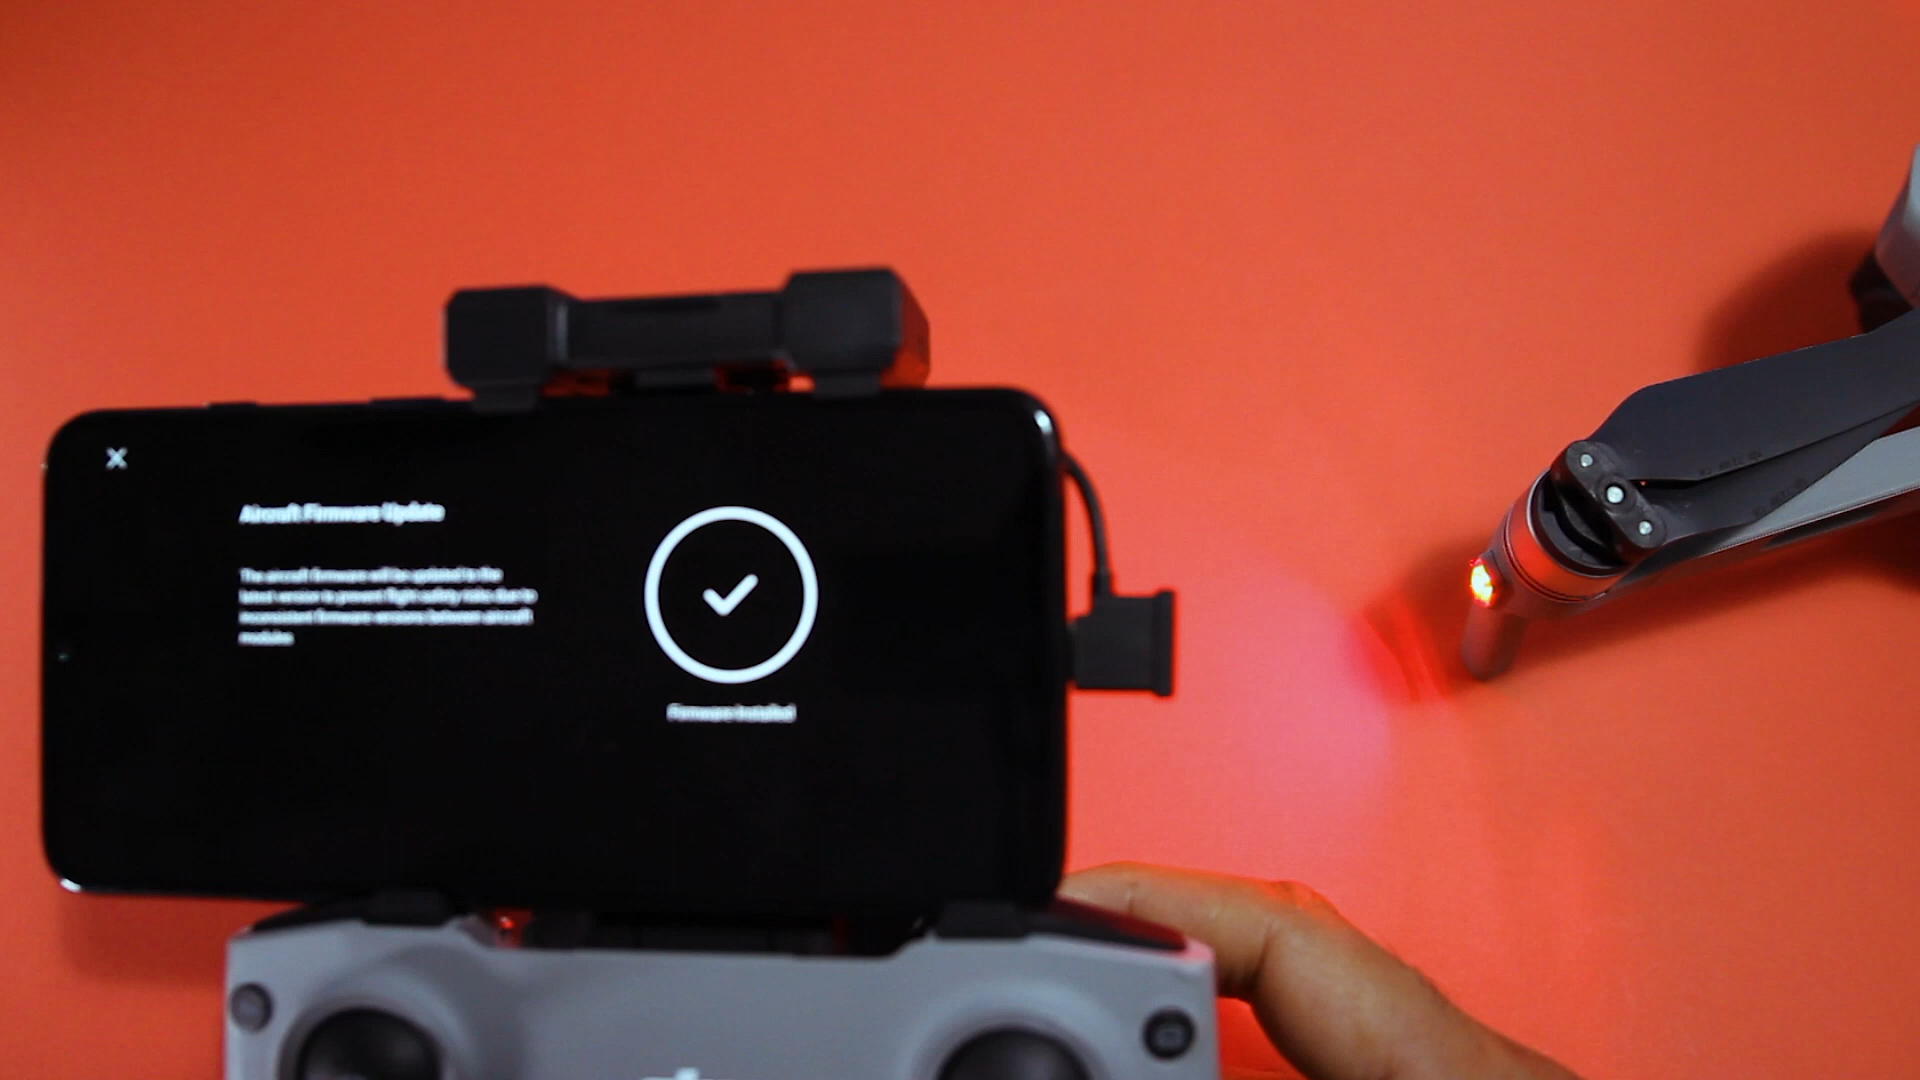 X
Aircraft Firmware Update
The aircraft firmware will be updated to the
latest version to prevent flight safety risks due to
inconsistent firmware versions between aircraft
modules
Firmware installed